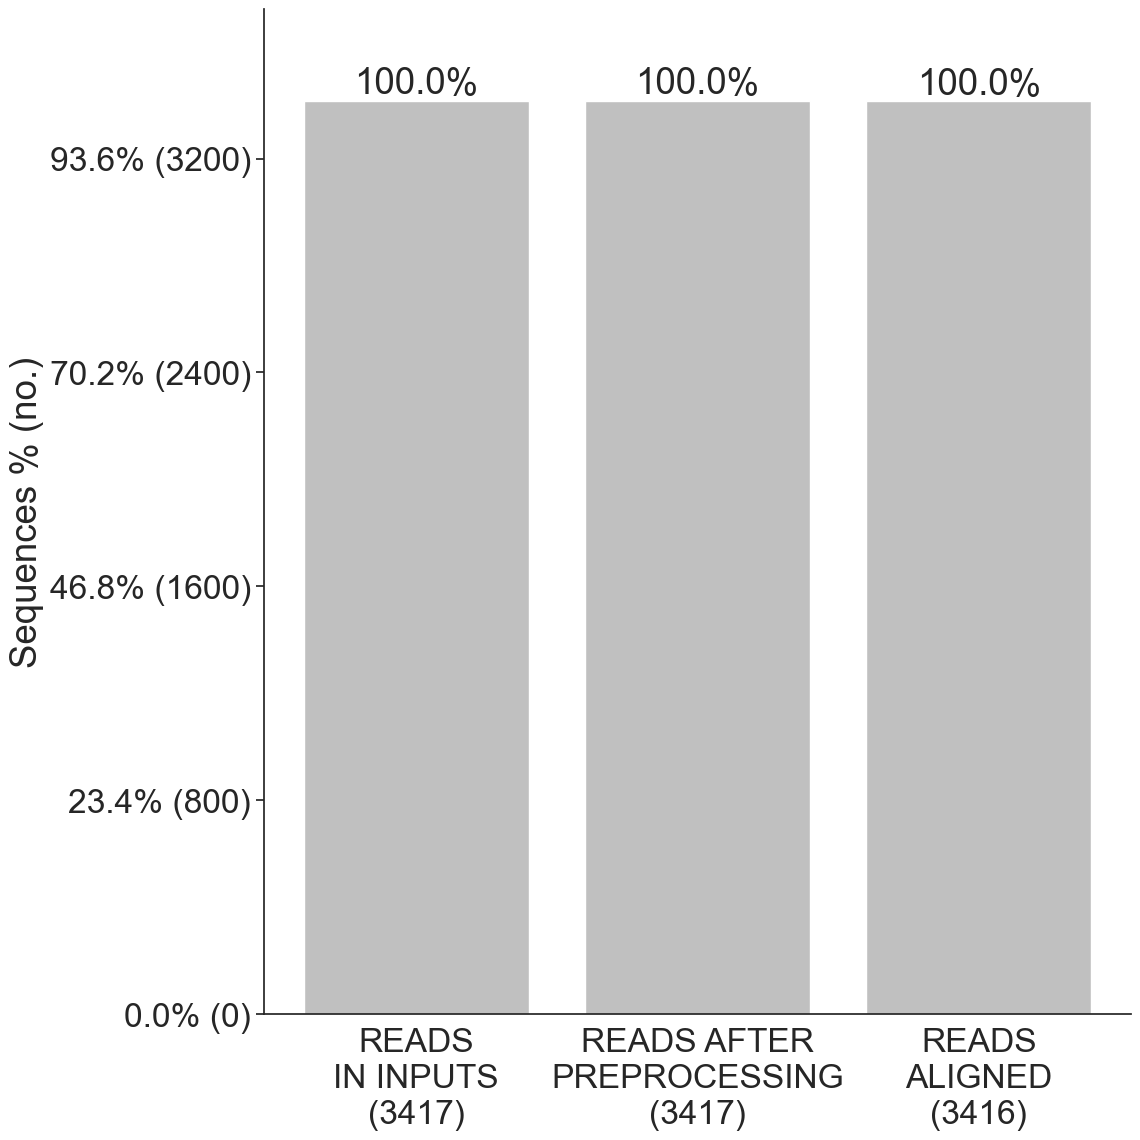 100.0%
100.0%
100.0%
93.6% (3200)
70.2% (2400)
46.8% (1600)
23.4% (800)
0.0% (0)
Sequences % (no.)
READS
IN INPUTS
(3417)
READS AFTER
PREPROCESSING
(3417)
READS
ALIGNED
(3416)